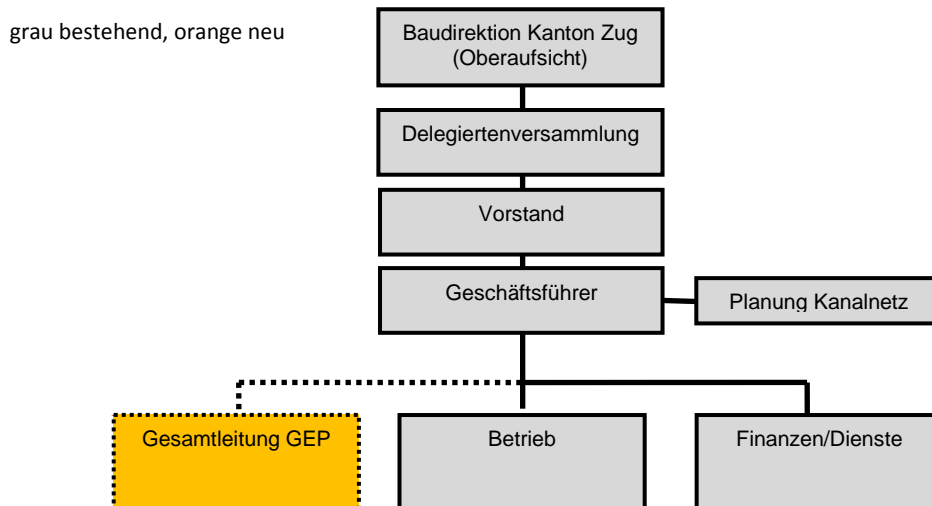 grau bestehend, orange neu
Baudirektion Kanton Zug
(Oberaufsicht)
Delegiertenversammlung
Vorstand
Geschäftsführer
Planung Kanalnetz
Gesamtleitung GEP
Betrieb
Finanzen/Dienste